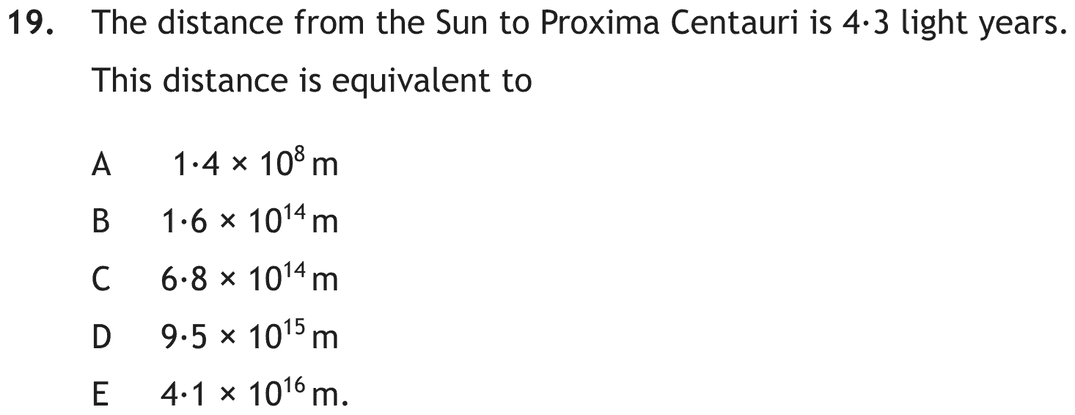 19. The distance from the Sun to Proxima Centauri is 4·3 light years.
This distance is equivalent to
A 1·4 × 10⁸ m
B 1·6 × 10¹⁴ m
C 6·8 × 10¹⁴ m
D 9·5 × 10¹⁵ m
E 4·1 × 10¹⁶ m.